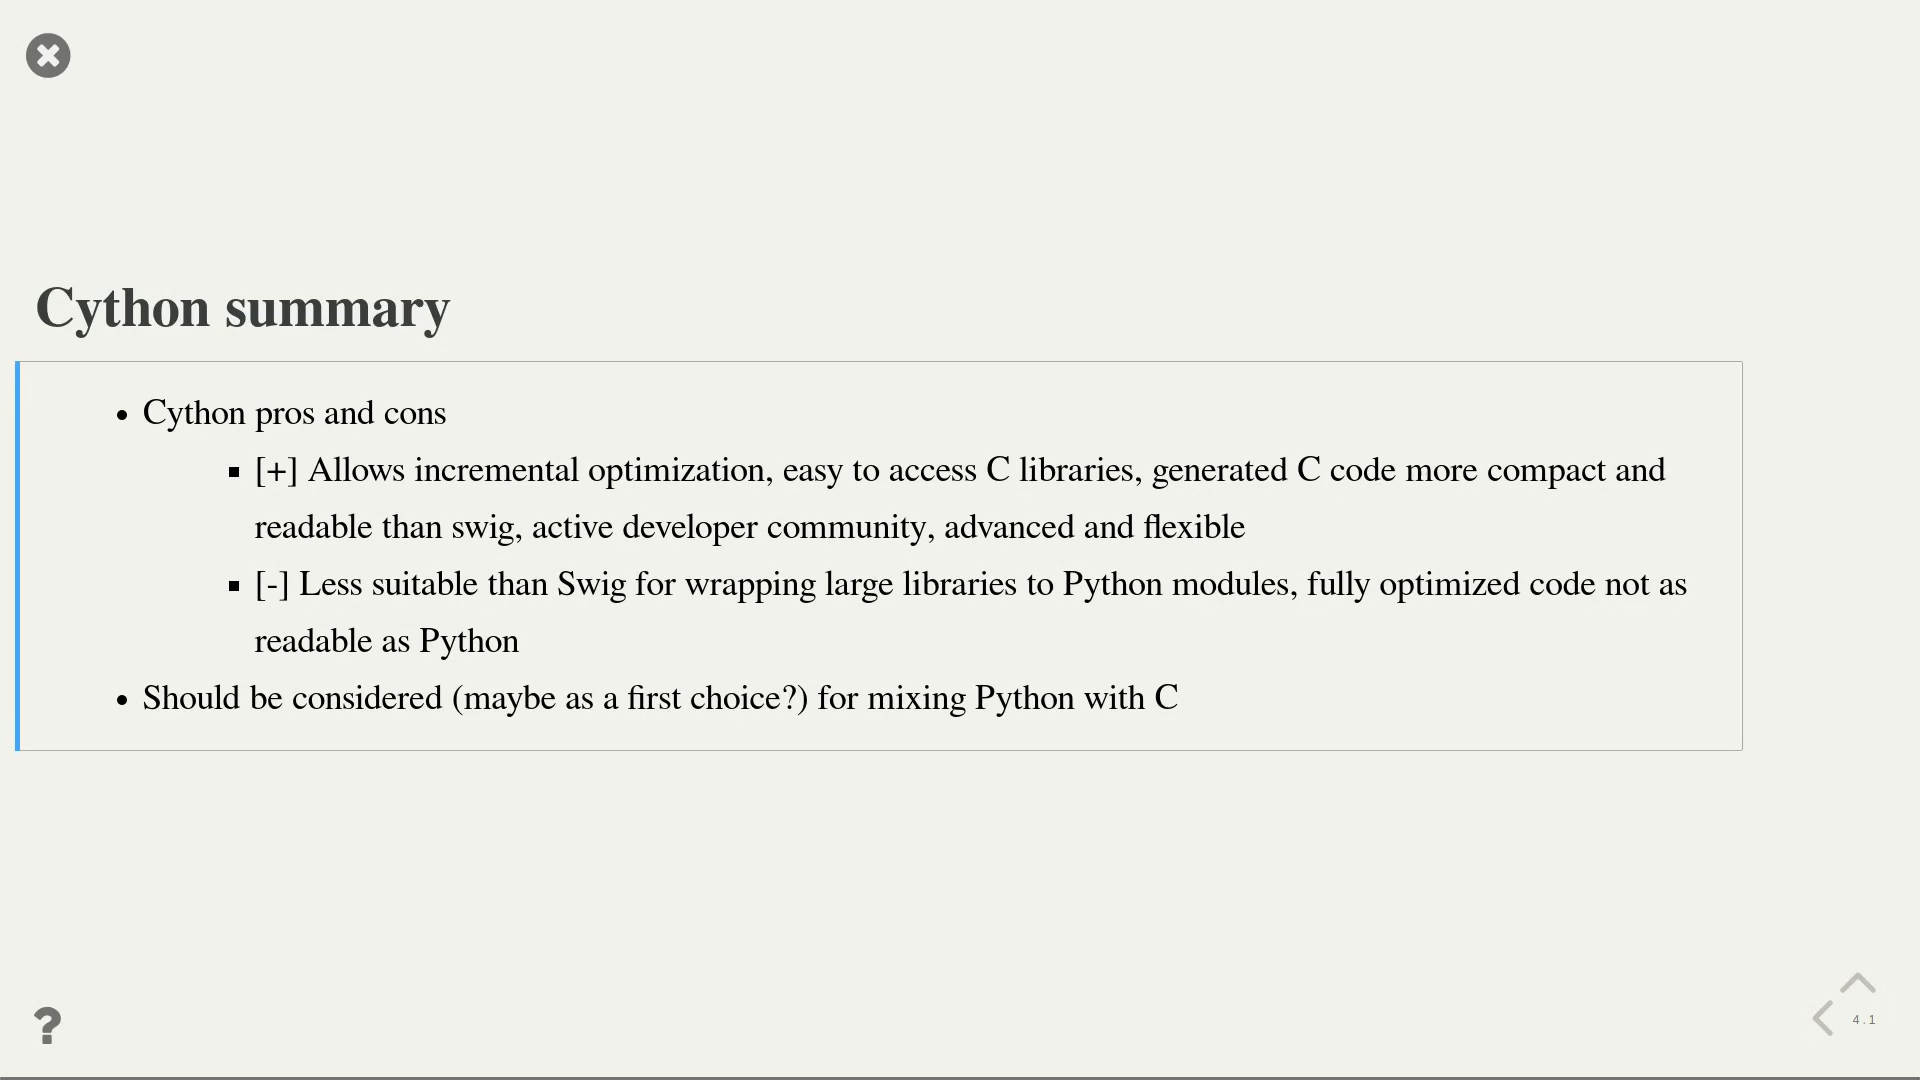 Cython summary
Cython pros and cons
[+] Allows incremental optimization, easy to access C libraries, generated C code more compact and
readable than swig, active developer community, advanced and flexible
[-] Less suitable than Swig for wrapping large libraries to Python modules, fully optimized code not as
readable as Python
Should be considered (maybe as a first choice?) for mixing Python with C
?
4.1